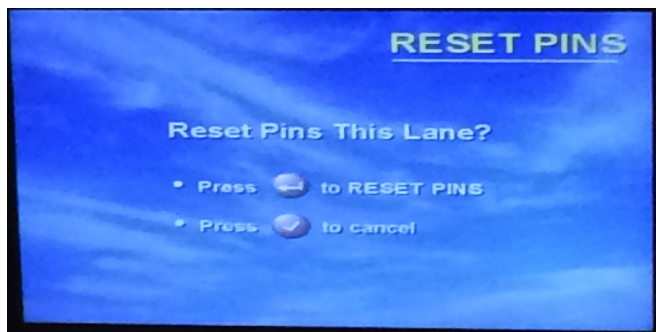 RESET PINS
Reset Pins This Lane?
• Press to RESET PINS
• Press to cancel